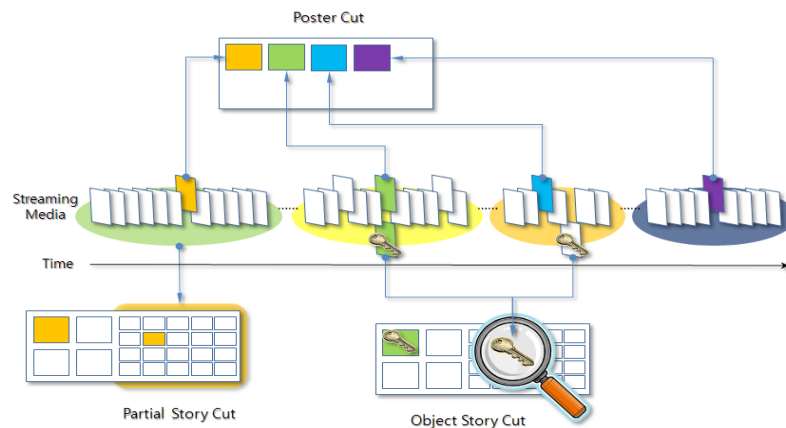 Poster Cut
Streaming
Media
Time
Partial Story Cut
Object Story Cut